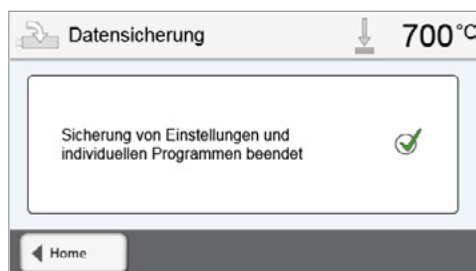 Datensicherung
700°C
Sicherung von Einstellungen und
individuellen Programmen beendet
Home